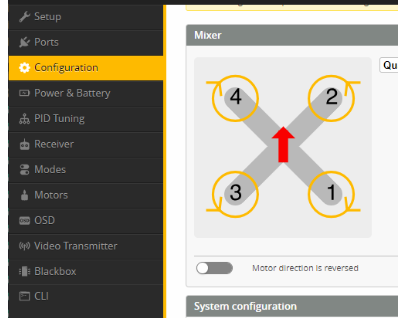 Setup
Ports
Configuration
Power & Battery
PID Tuning
Receiver
Modes
Motors
OSD
Video Transmitter
Blackbox
CLI
Mixer
Qu
4
2
3
1
Motor direction is reversed
System configuration